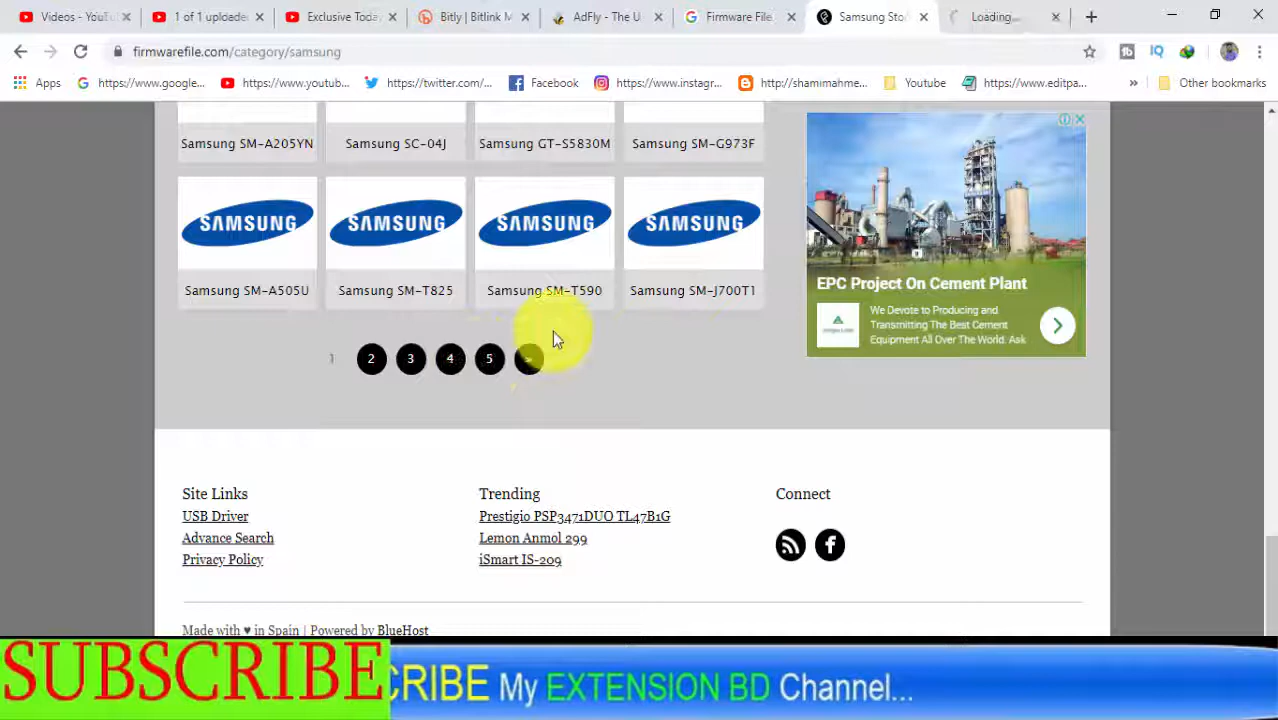 Videos - YouTu
1 of 1 uploade
Exclusive Today
Bitly | Bitlink M
AdFly - The U
Firmware File
Samsung Sto
Loading...
firmwarefile.com/category/samsung
Apps
https://www.google...
https://www.youtub...
https://twitter.com/...
Facebook
https://www.instagr...
http://shamimahme...
Youtube
https://www.editpa...
»
Other bookmarks
Samsung SM-A205YN
Samsung SC-04J
Samsung GT-S5830M
Samsung SM-G973F
SAMSUNG
SAMSUNG
SAMSUNG
SAMSUNG
Samsung SM-A505U
Samsung SM-T825
Samsung SM-T590
Samsung SM-J700T1
EPC Project On Cement Plant
We Devote to Producing and
Transmitting The Best Cement
Equipment All Over The World. Ask
1 2 3 4 5 >
Site Links
USB Driver
Advance Search
Privacy Policy
Trending
Prestigio PSP3471DUO TL47B1G
Lemon Anmol 299
iSmart IS-209
Connect
Made with ♥ in Spain | Powered by BlueHost
SUBSCRIBE
CRIBE My EXTENSION BD Channel...